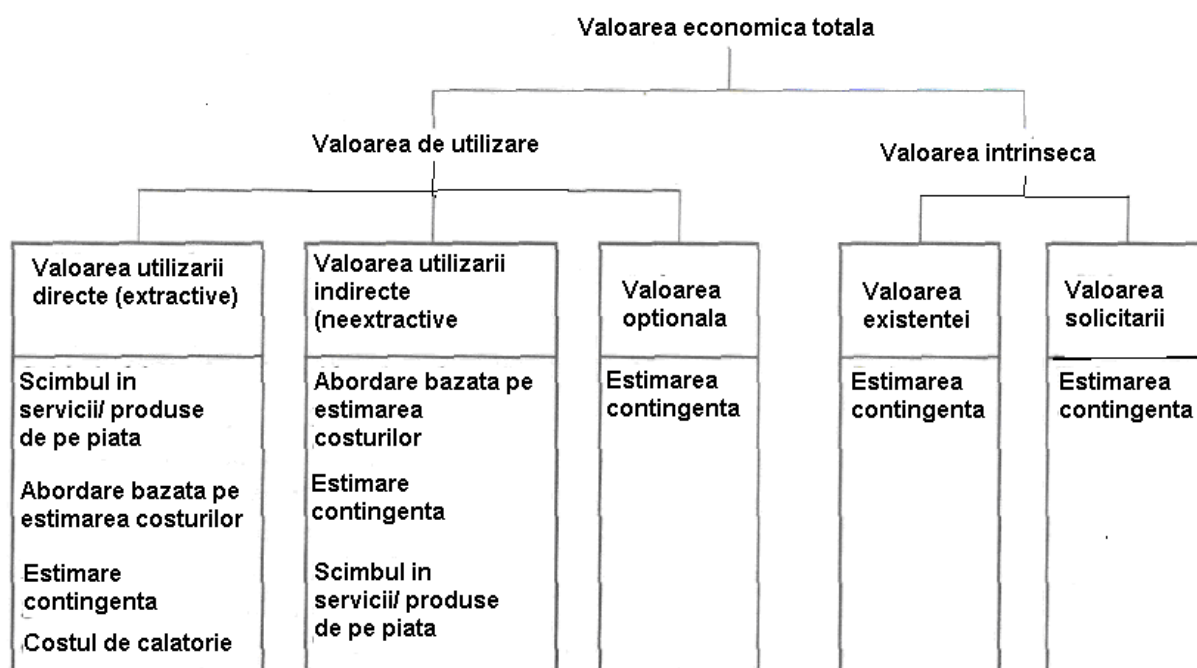 Valoarea economica totala
Valoarea de utilizare
Valoarea intrinseca
Valoarea utilizarii
directe (extractive)
Scimbul in
servicii/ produse
de pe piata
Abordare bazata pe
estimarea costurilor
Estimare
contingenta
Costul de calatorie
Valoarea utilizarii
indirecte
(neextractive
Abordare bazata pe
estimarea
costurilor
Estimare
contingenta
Scimbul in
servicii/ produse
de pe piata
Valoarea
optionala
Estimarea
contingenta
Valoarea
existentei
Estimarea
contingenta
Valoarea
solicitarii
Estimarea
contingenta